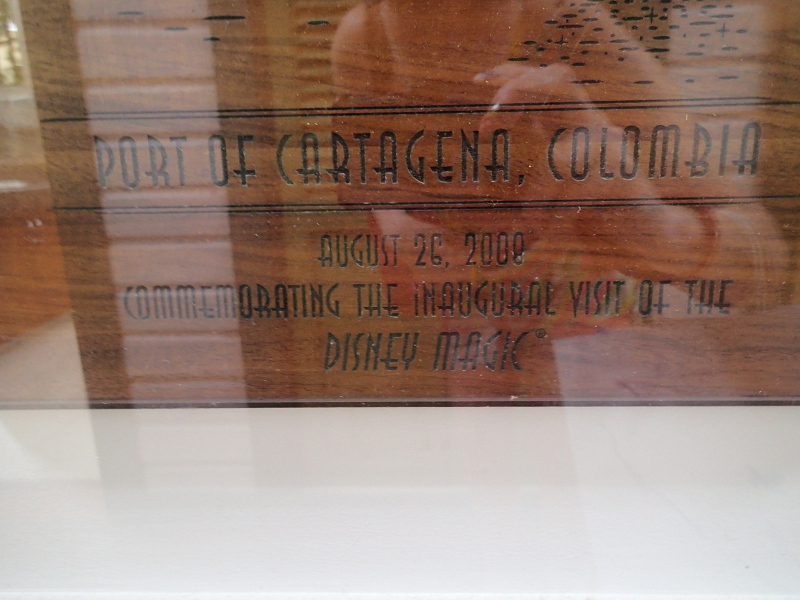 PORT OF CARTAGENA, COLOMBIA
AUGUST 26, 2008
COMMEMORATING THE INAUGURAL VISIT OF THE
DISNEY MAGIC®